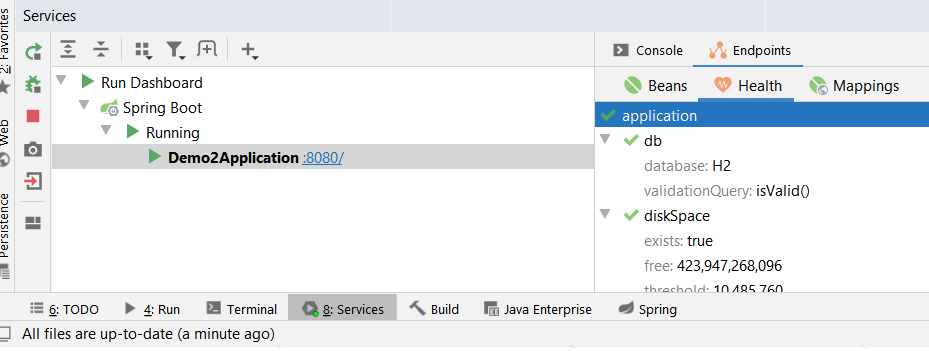 Services
2: Favorites
Web
Persistence
Run Dashboard
Spring Boot
Running
Demo2Application :8080/
Console
Endpoints
Beans
Health
Mappings
application
db
database: H2
validationQuery: isValid()
diskSpace
exists: true
free: 423,947,268,096
threshold: 10,485,760
6: TODO
4: Run
Terminal
8: Services
Build
Java Enterprise
Spring
All files are up-to-date (a minute ago)